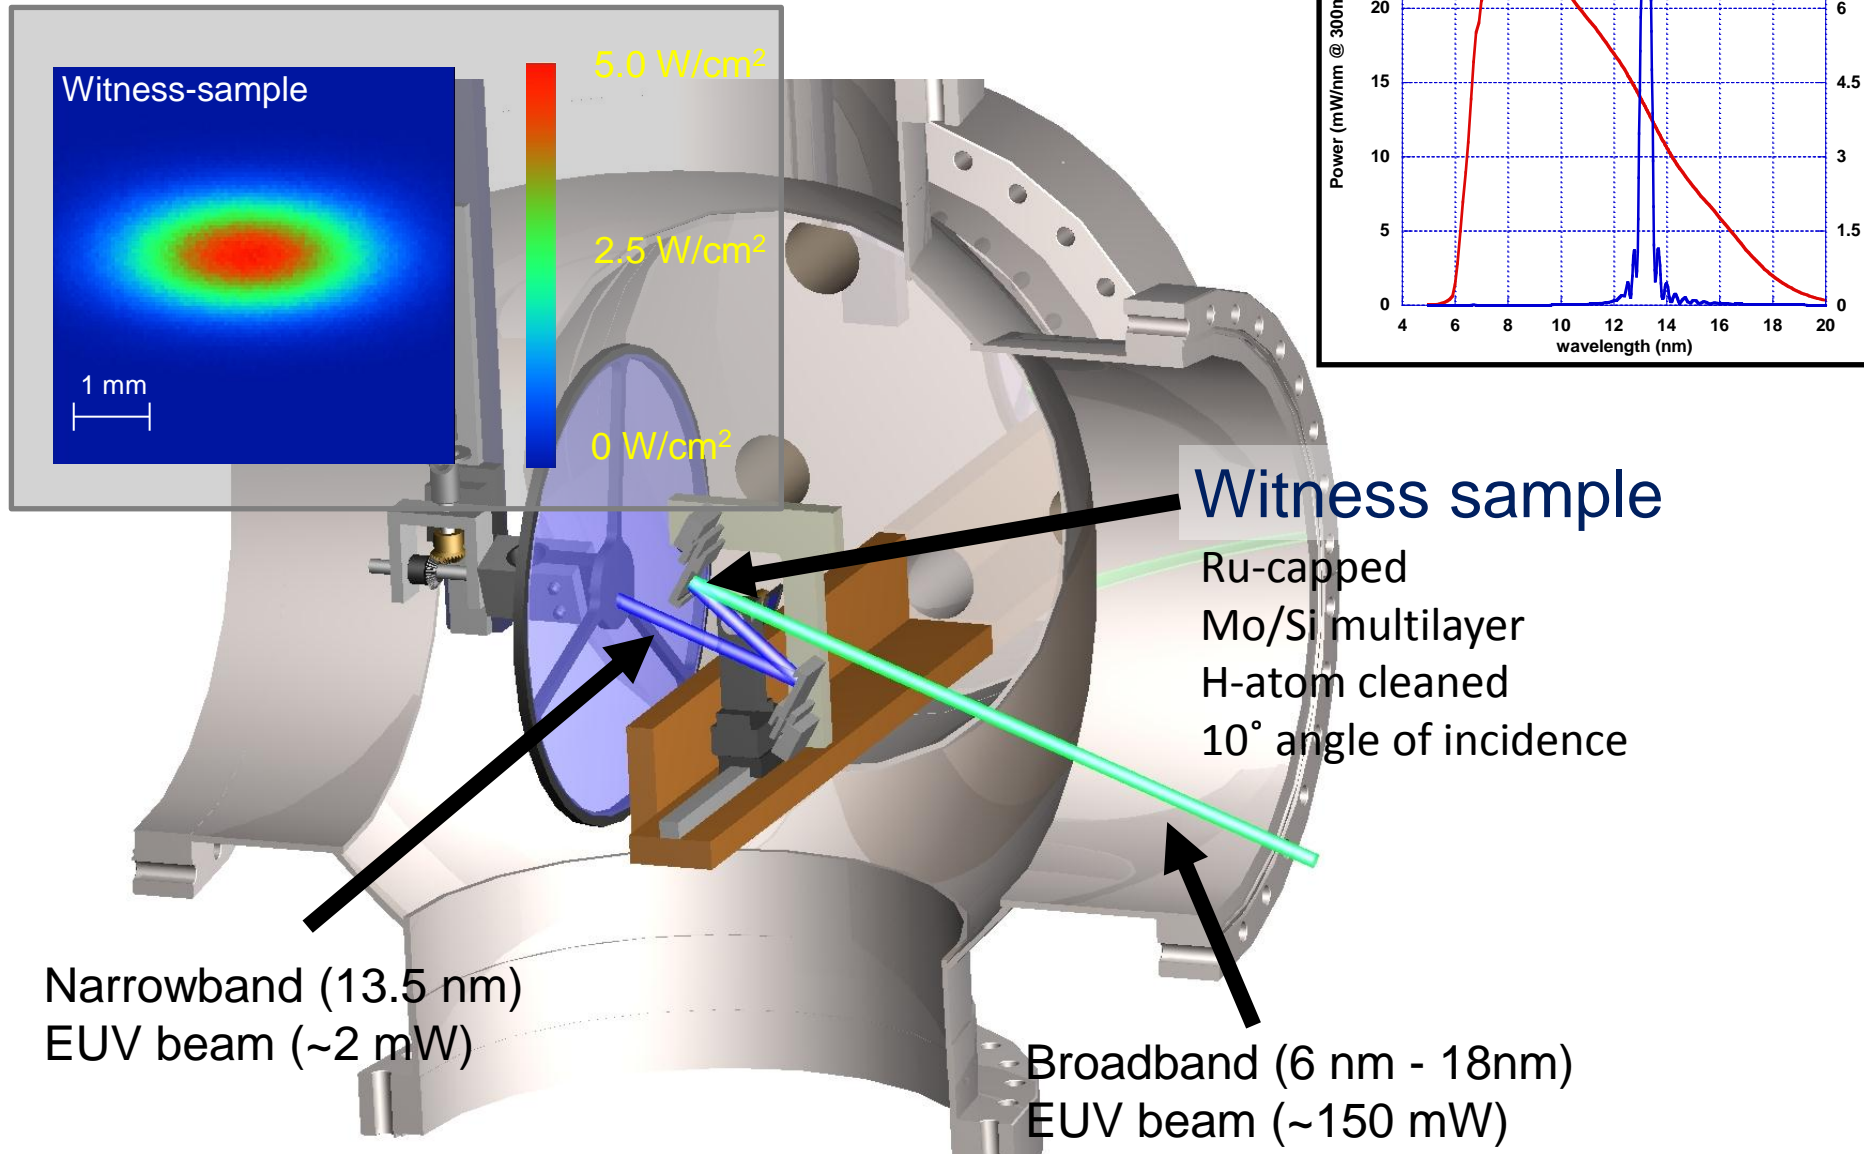 Witness-sample
1 mm
5.0 W/cm²
2.5 W/cm²
0 W/cm²
Power (mW/nm @ 300
20
15
10
5
0
6
4.5
3
1.5
0
4 6 8 10 12 14 16 18 20
wavelength (nm)
Witness sample
Ru-capped
Mo/Si multilayer
H-atom cleaned
10° angle of incidence
Narrowband (13.5 nm)
EUV beam (~2 mW)
Broadband (6 nm - 18nm)
EUV beam (~150 mW)